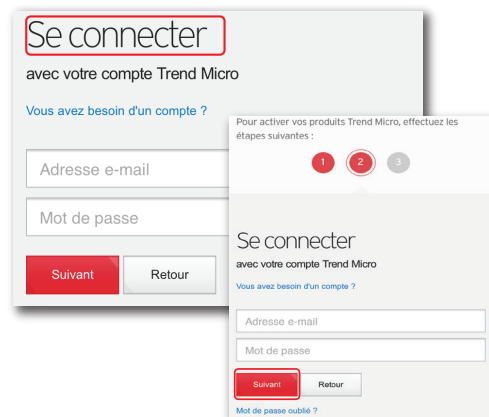 Se connecter
avec votre compte Trend Micro
Vous avez besoin d'un compte ?
Adresse e-mail
Mot de passe
Suivant
Retour
Pour activer vos produits Trend Micro, effectuez les
étapes suivantes :
1 2 3
Se connecter
avec votre compte Trend Micro
Vous avez besoin d'un compte ?
Adresse e-mail
Mot de passe
Suivant
Retour
Mot de passe oublié ?